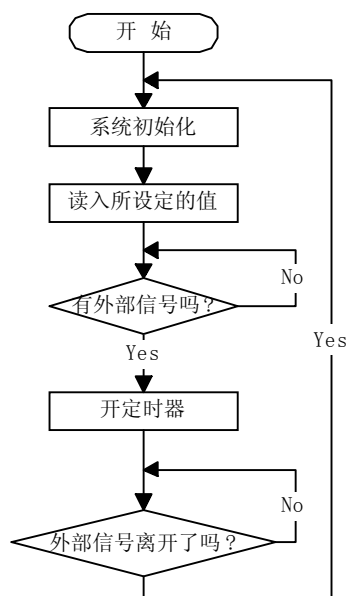 开 始
系统初始化
读入所设定的值
No
有外部信号吗?
Yes
Yes
开定时器
No
外部信号离开了吗?